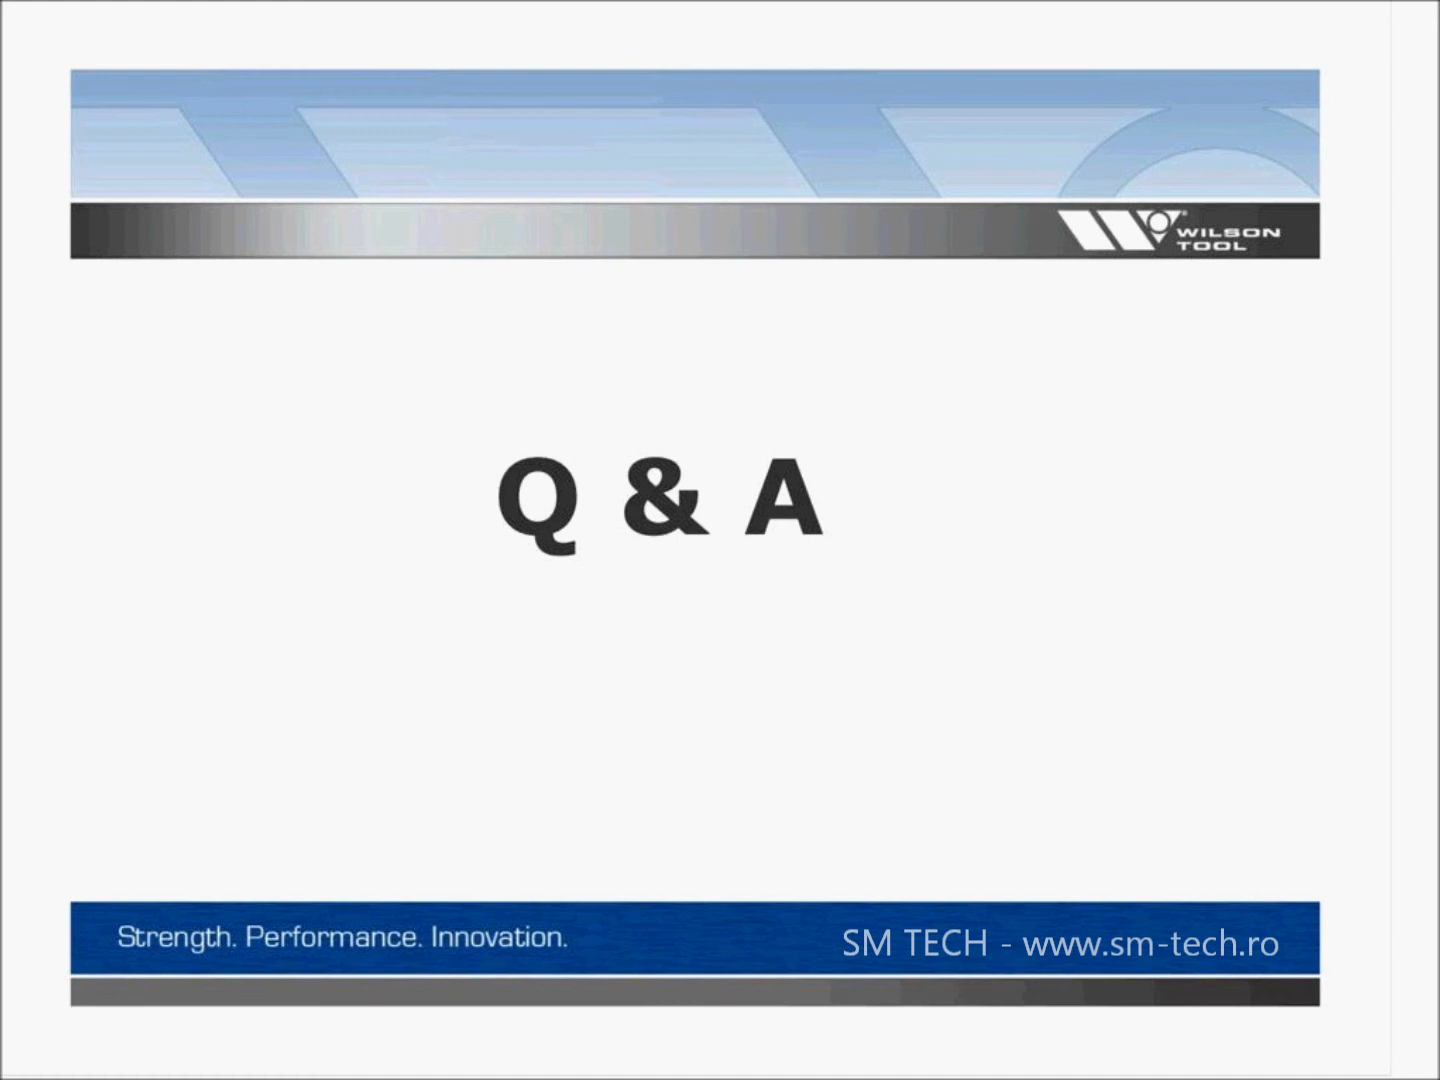 WILSON
TOOL
Q & A
Strength. Performance. Innovation.
SM TECH - www.sm-tech.ro